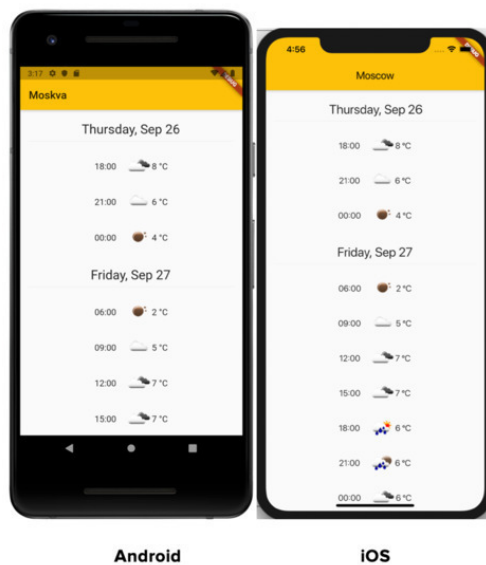 3:17
Moskva
Thursday, Sep 26
18:00 8 °C
21:00 6 °C
00:00 4 °C
Friday, Sep 27
06:00 2 °C
09:00 5 °C
12:00 7 °C
15:00 7 °C
Android
4:56
Moscow
Thursday, Sep 26
18:00 8 °C
21:00 6 °C
00:00 4 °C
Friday, Sep 27
06:00 2 °C
09:00 5 °C
12:00 7 °C
15:00 7 °C
18:00 6 °C
21:00 6 °C
00:00 6 °C
iOS